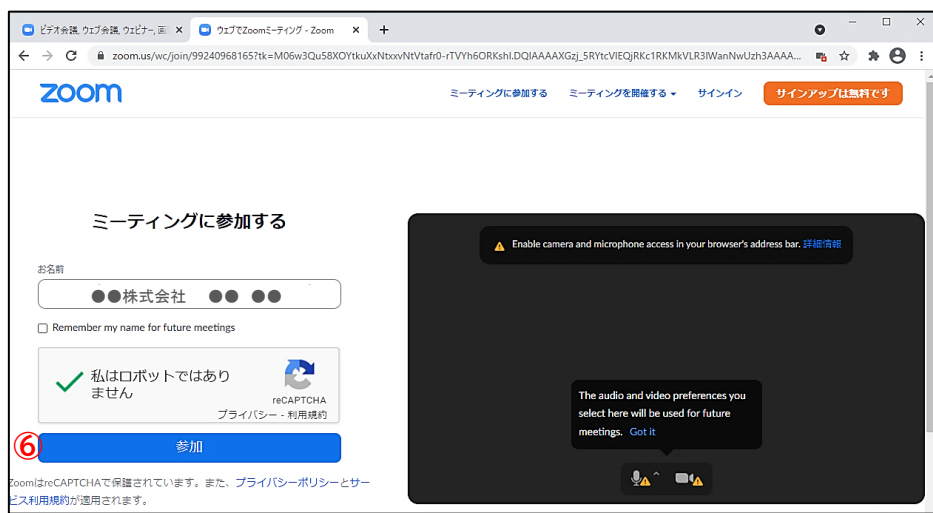 ビデオ会議, ウェブ会議, ウェビナー, 画
ウェブでZoomミーティング - Zoom
zoom.us/wc/join/99240968165?tk=M06w3Qu58XOYtkuXxNtxxvNtVtafr0-rTVYh6ORKshI.DQIAAAAXGzj_5RYtcVlEQjRKc1RKMkVLR3lWanNwUzh3AAAA...
zoom
ミーティングに参加する ミーティングを開催する サインイン サインアップは無料です
ミーティングに参加する
Enable camera and microphone access in your browser's address bar. 詳細情報
お名前
●●株式会社 ●● ●●
Remember my name for future meetings
私はロボットではあり
ません
reCAPTCHA
プライバシー - 利用規約
The audio and video preferences you
select here will be used for future
meetings. Got it
⑥ 参加
ZoomはreCAPTCHAで保護されています。また、プライバシーポリシーとサー
ビス利用規約が適用されます。